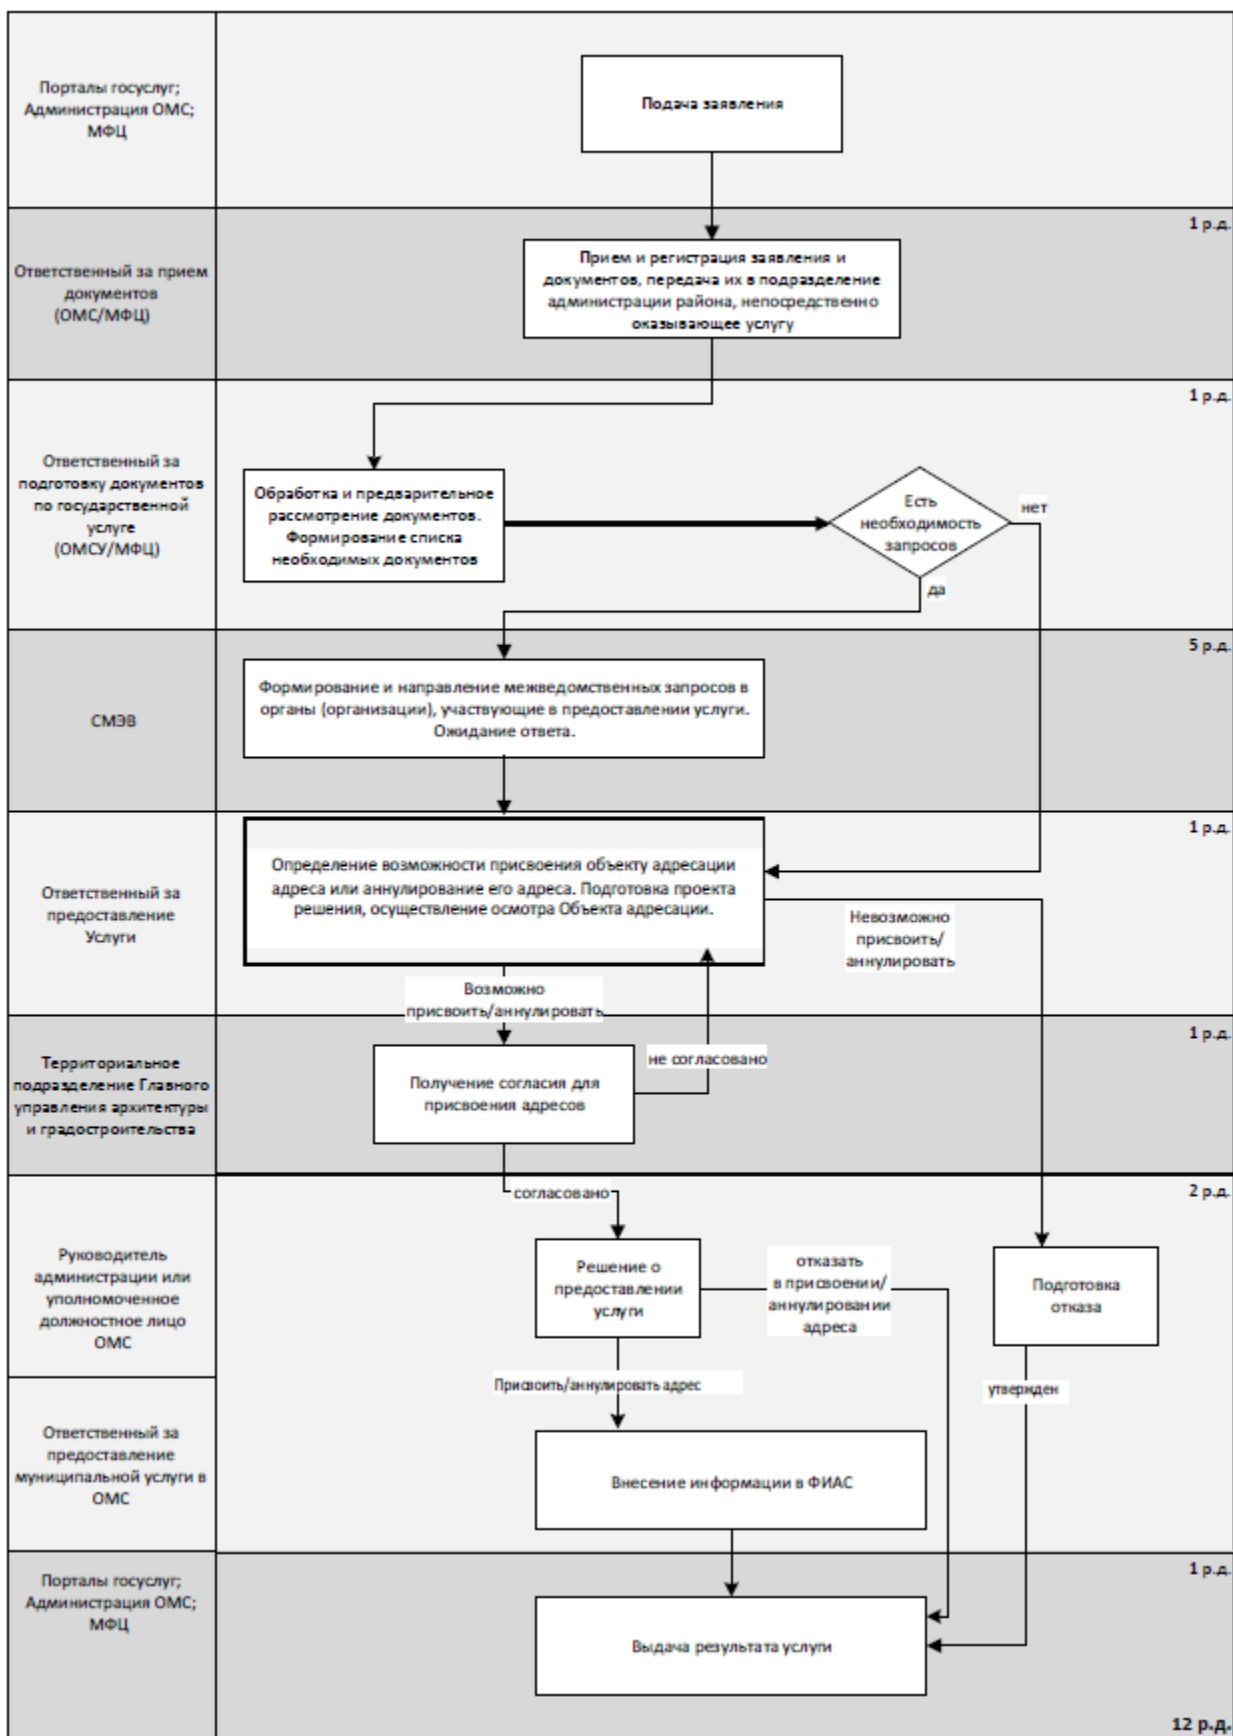 Порталы госуслуг;
Администрация ОМС;
МФЦ
Подача заявления
1 р.д.
Ответственный за прием
документов
(ОМС/МФЦ)
Прием и регистрация заявления и
документов, передача их в подразделение
администрации района, непосредственно
оказывающее услугу
1 р.д.
Ответственный за
подготовку документов
по государственной
услуге
(ОМСУ/МФЦ)
Обработка и предварительное
рассмотрение документов.
Формирование списка
необходимых документов
Есть
необходимость
запросов
нет
да
5 р.д.
СМЭВ
Формирование и направление межведомственных запросов в
органы (организации), участвующие в предоставлении услуги.
Ожидание ответа.
1 р.д.
Ответственный за
предоставление
Услуги
Определение возможности присвоения объекту адресации
адреса или аннулирование его адреса. Подготовка проекта
решения, осуществление осмотра Объекта адресации.
Невозможно
присвоить/
аннулировать
Возможно
присвоить/аннулировать
1 р.д.
Территориальное
подразделение Главного
управления архитектуры
и градостроительства
Получение согласия для
присвоения адресов
не согласовано
согласовано
2 р.д.
Руководитель
администрации или
уполномоченное
должностное лицо
ОМС
Решение о
предоставлении
услуги
отказать
в присвоении/
аннулировании
адреса
Подготовка
отказа
Присвоить/аннулировать адрес
утвержден
Ответственный за
предоставление
муниципальной услуги в
ОМС
Внесение информации в ФИАС
1 р.д.
Порталы госуслуг;
Администрация ОМС;
МФЦ
Выдача результата услуги
12 р.д.